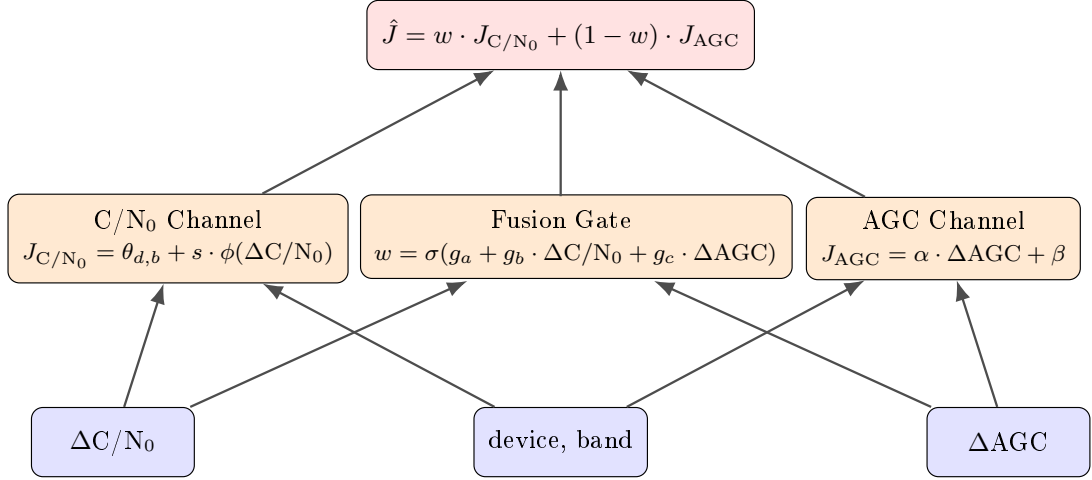 Ĵ = w · J_C/N₀ + (1 − w) · J_AGC
C/N₀ Channel
J_C/N₀ = θ_d,b + s · ϕ(ΔC/N₀)
Fusion Gate
w = σ(g_a + g_b · ΔC/N₀ + g_c · ΔAGC)
AGC Channel
J_AGC = α · ΔAGC + β
ΔC/N₀
device, band
ΔAGC